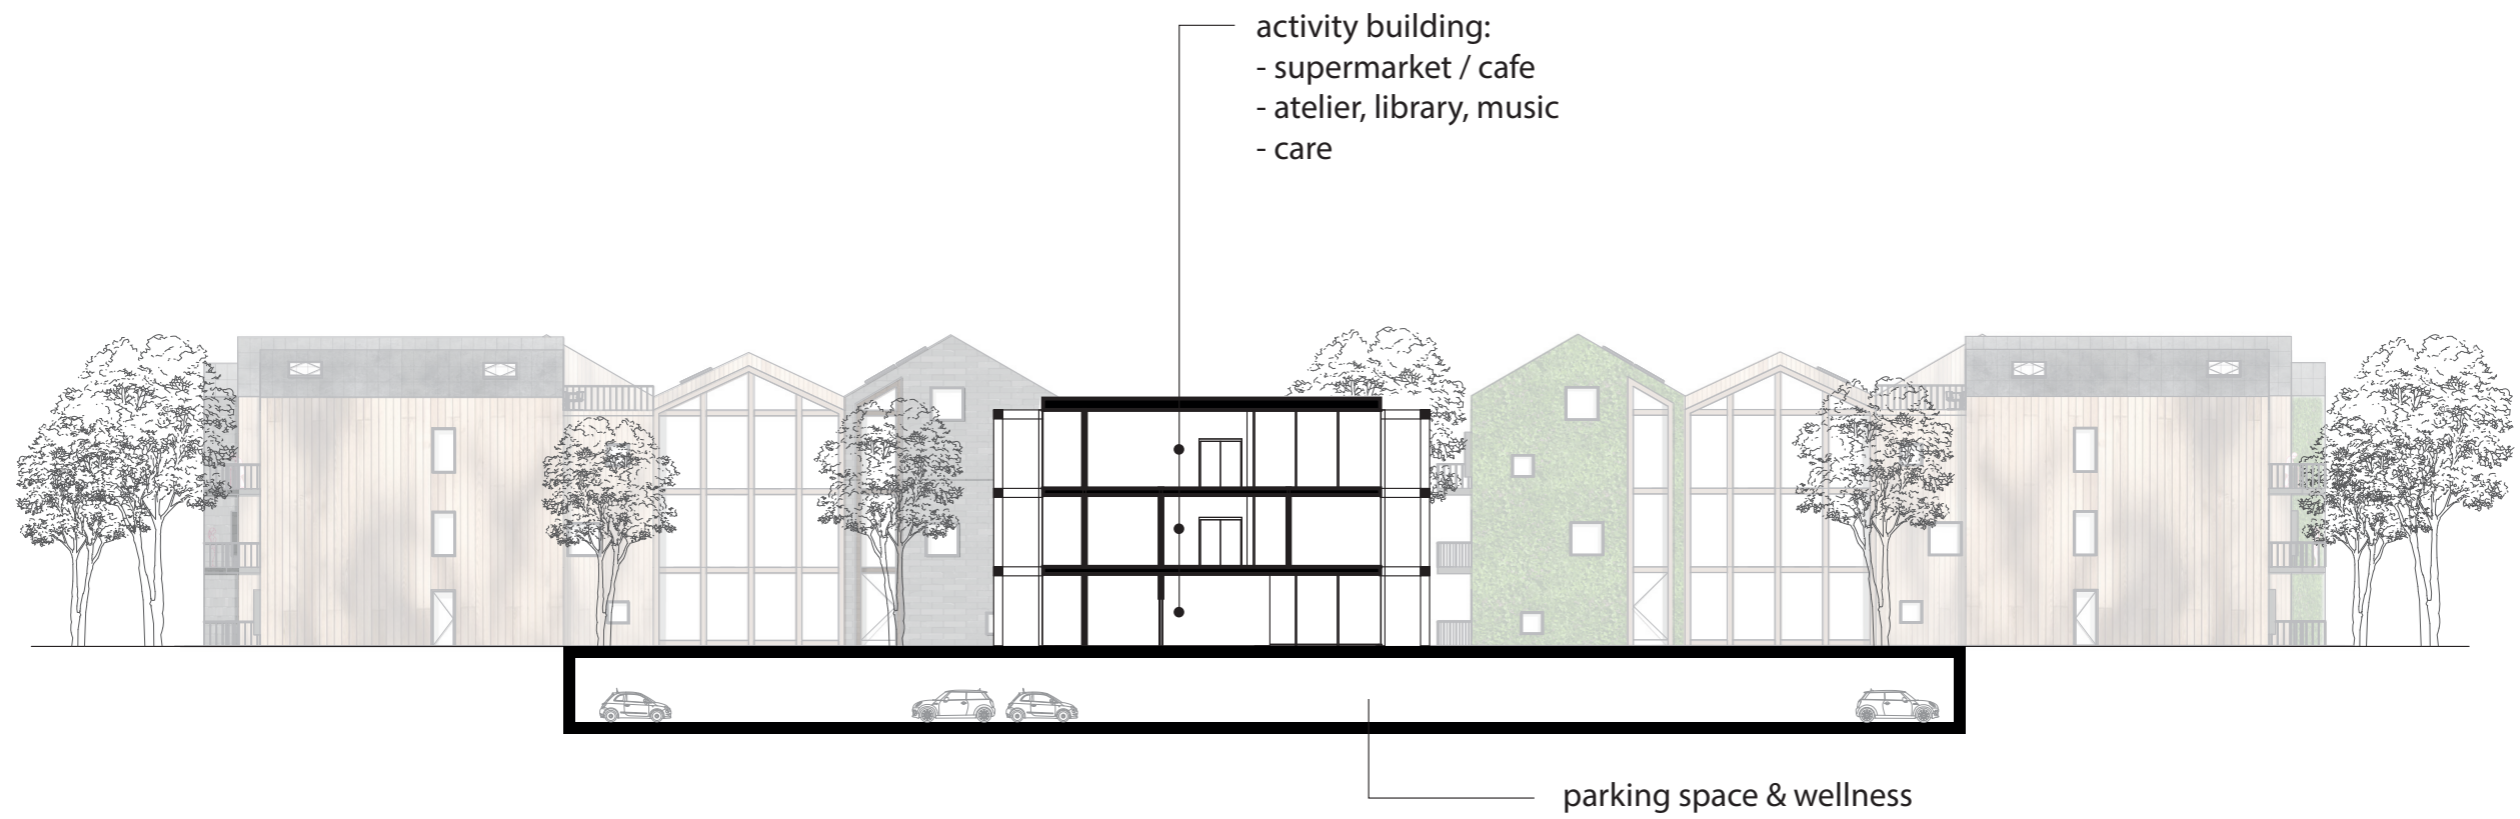 activity building:
- supermarket / cafe
- atelier, library, music
- care
parking space & wellness